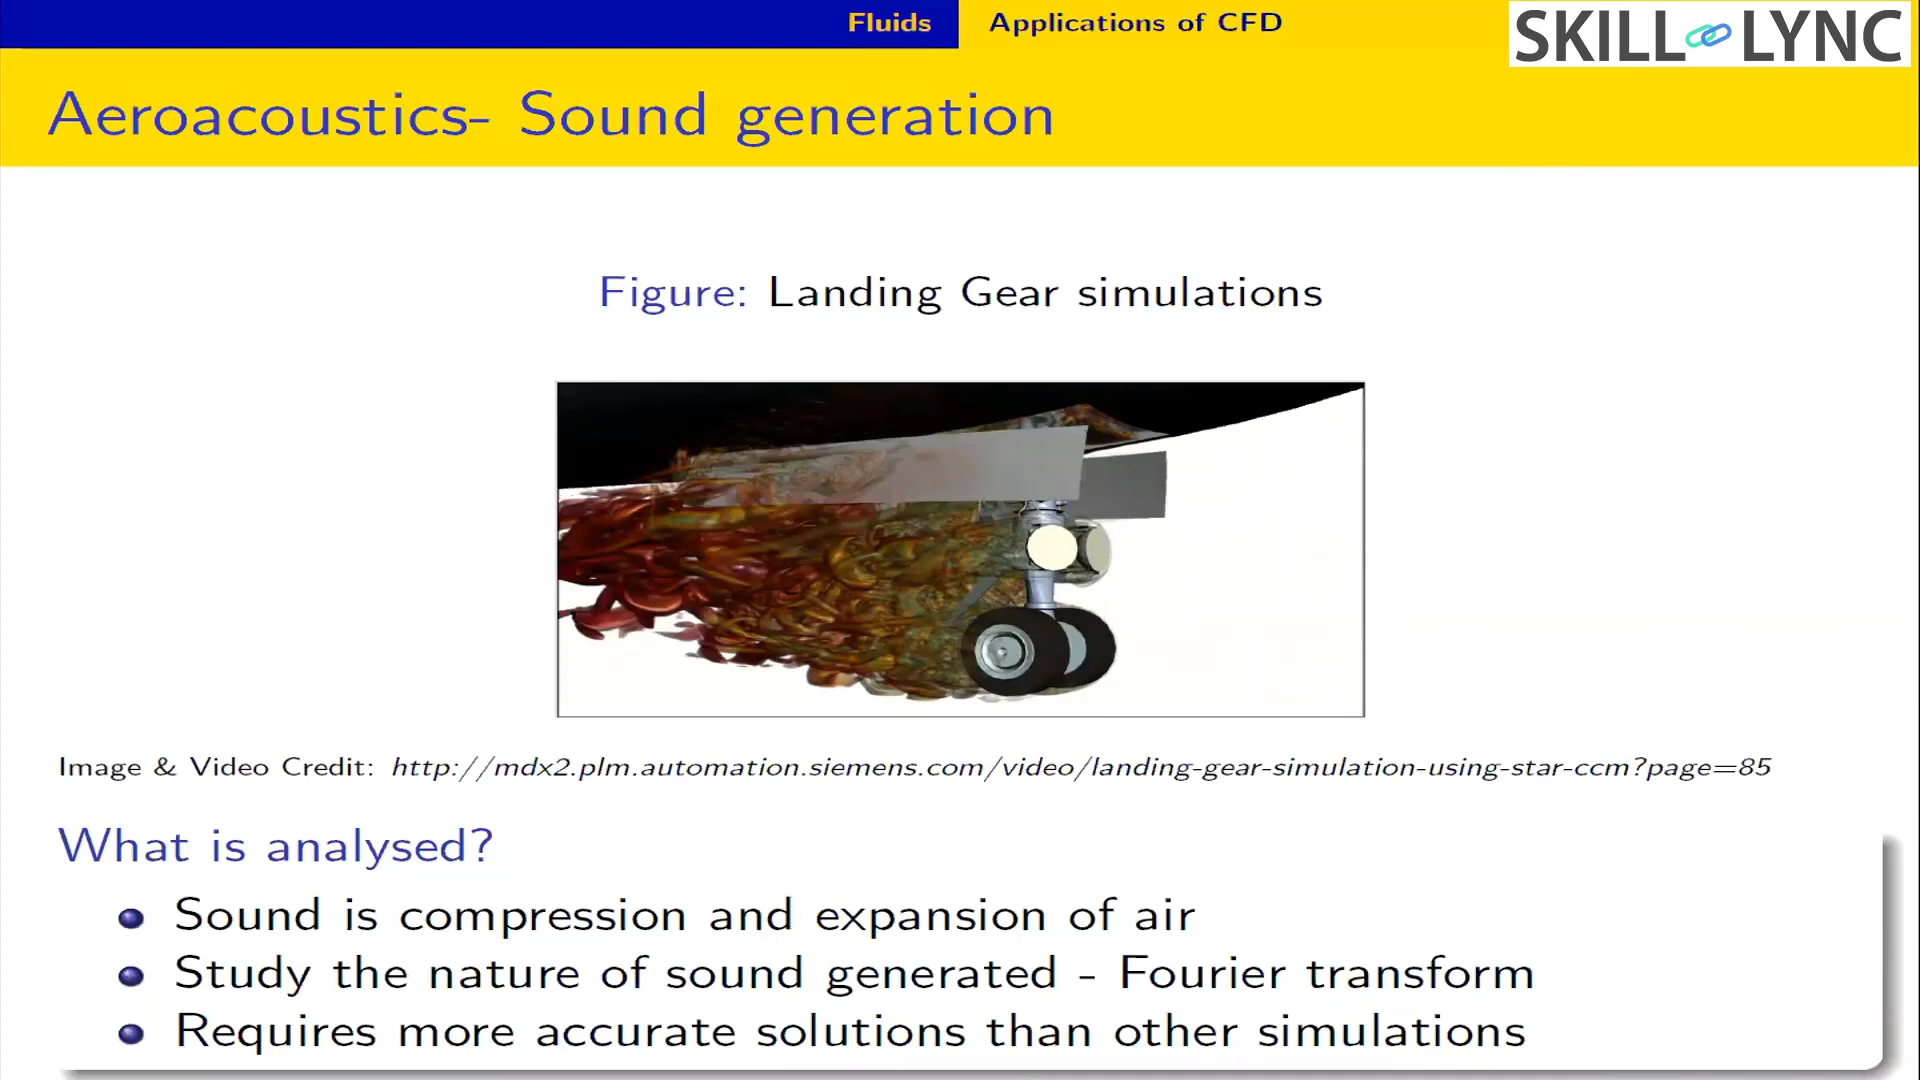 Fluids
Applications of CFD
SKILL LYNC
Aeroacoustics- Sound generation
Figure: Landing Gear simulations
Image & Video Credit: http://mdx2.plm.automation.siemens.com/video/landing-gear-simulation-using-star-ccm?page=85
What is analysed?
Sound is compression and expansion of air
Study the nature of sound generated - Fourier transform
Requires more accurate solutions than other simulations